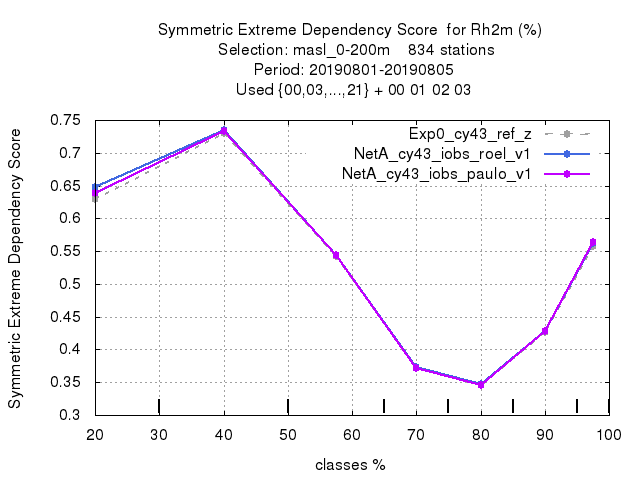 Symmetric Extreme Dependency Score for Rh2m (%)
Selection: masl_0-200m 834 stations
Period: 20190801-20190805
Used {00,03,...,21} + 00 01 02 03
Exp0_cy43_ref_z
NetA_cy43_iobs_roel_v1
NetA_cy43_iobs_paulo_v1
Symmetric Extreme Dependency Score
0.75
0.7
0.65
0.6
0.55
0.5
0.45
0.4
0.35
0.3
20 30 40 50 60 70 80 90 100
classes %